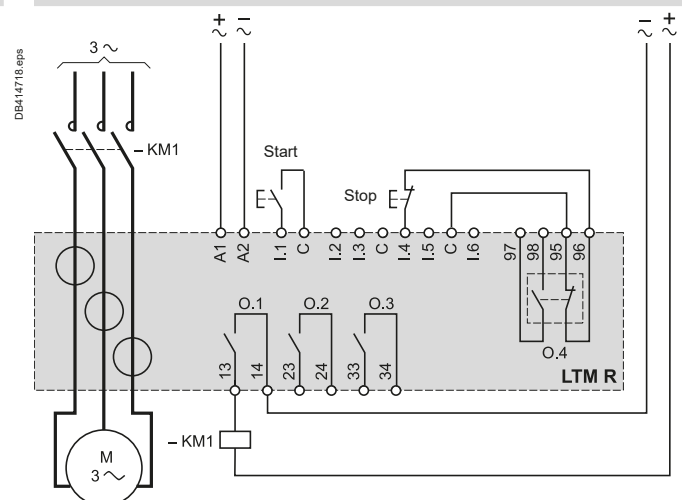 DB414718.eps
3 ~
+ −
~ ~
− +
~ ~
– KM1
Start
Stop
A1 A2 I.1 C I.2 I.3 C I.4 I.5 C I.6 97 98 95 96
O.1 O.2 O.3
O.4
13 14 23 24 33 34
LTM R
– KM1
M
3 ~